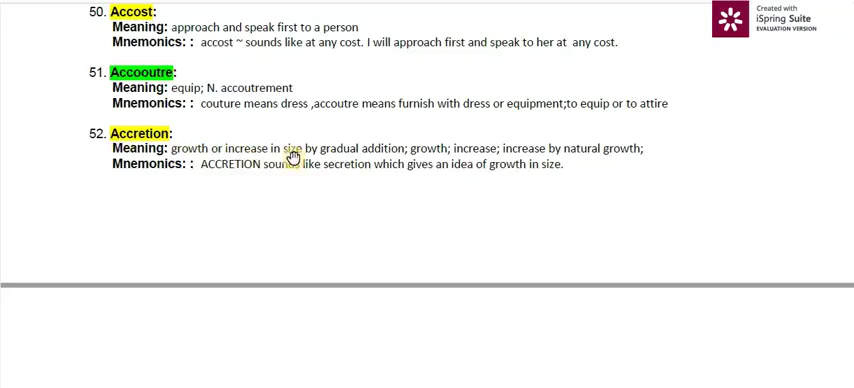 50. Accost:
Meaning: approach and speak first to a person
Mnemonics: : accost ~ sounds like at any cost. I will approach first and speak to her at any cost.
51. Accooutre:
Meaning: equip; N. accoutrement
Mnemonics: : couture means dress ,accoutre means furnish with dress or equipment;to equip or to attire
52. Accretion:
Meaning: growth or increase in size by gradual addition; growth; increase; increase by natural growth;
Mnemonics: : ACCRETION sounds like secretion which gives an idea of growth in size.
Created with
iSpring Suite
EVALUATION VERSION